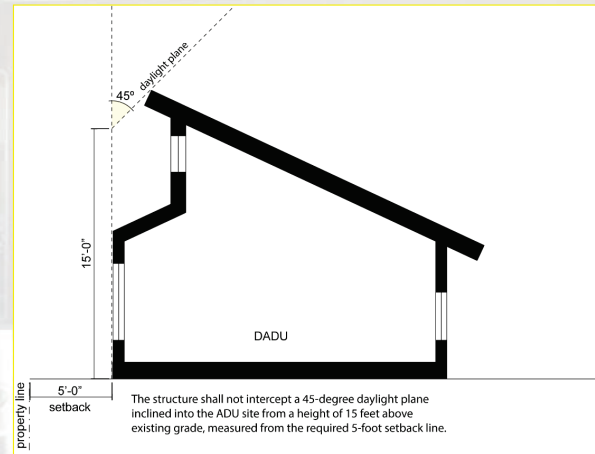 daylight plane
45º
15'-0"
DADU
5'-0"
setback
property line
The structure shall not intercept a 45-degree daylight plane
inclined into the ADU site from a height of 15 feet above
existing grade, measured from the required 5-foot setback line.